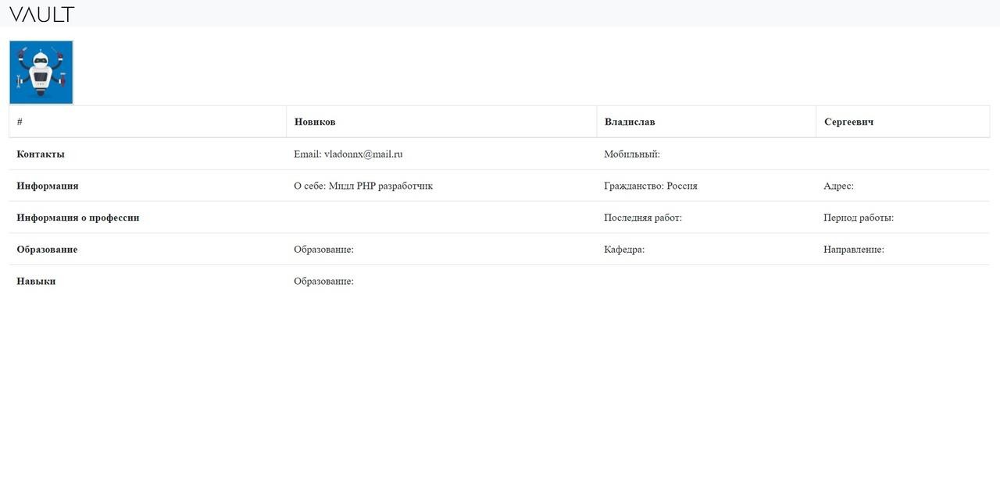 VAULT
# Новиков Владислав Сергеевич
Контакты Email: vladonnx@mail.ru Мобильный:
Информация О себе: Мидл PHP разработчик Гражданство: Россия Адрес:
Информация о профессии Последняя работ: Период работы:
Образование Образование: Кафедра: Направление:
Навыки Образование: